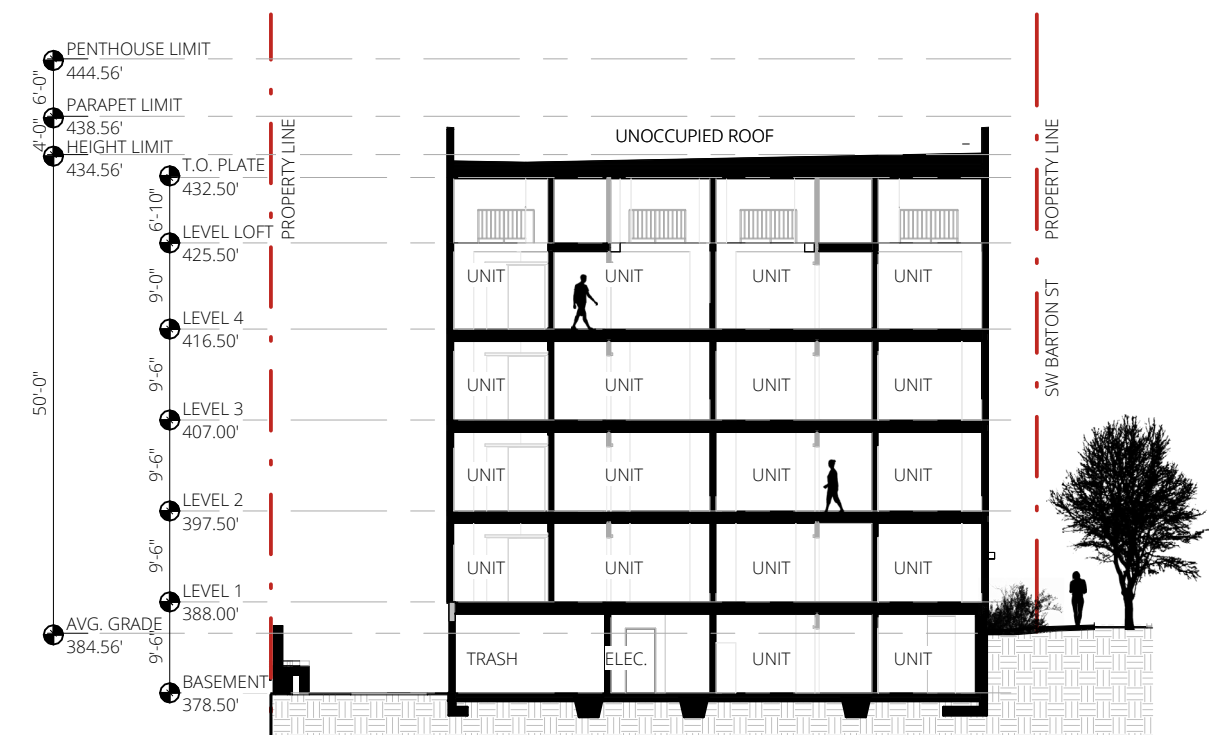 PENTHOUSE LIMIT
444.56'
6'-0"
PARAPET LIMIT
438.56'
4'-0"
HEIGHT LIMIT
434.56'
T.O. PLATE
432.50'
6'-10"
LEVEL LOFT
425.50'
9'-0"
LEVEL 4
416.50'
9'-6"
LEVEL 3
407.00'
9'-6"
LEVEL 2
397.50'
9'-6"
LEVEL 1
388.00'
50'-0"
AVG. GRADE
384.56'
9'-6"
BASEMENT
378.50'
PROPERTY LINE
UNOCCUPIED ROOF
PROPERTY LINE
SW BARTON ST
UNIT UNIT UNIT UNIT
UNIT UNIT UNIT UNIT
UNIT UNIT UNIT UNIT
UNIT UNIT UNIT UNIT
TRASH ELEC. UNIT UNIT